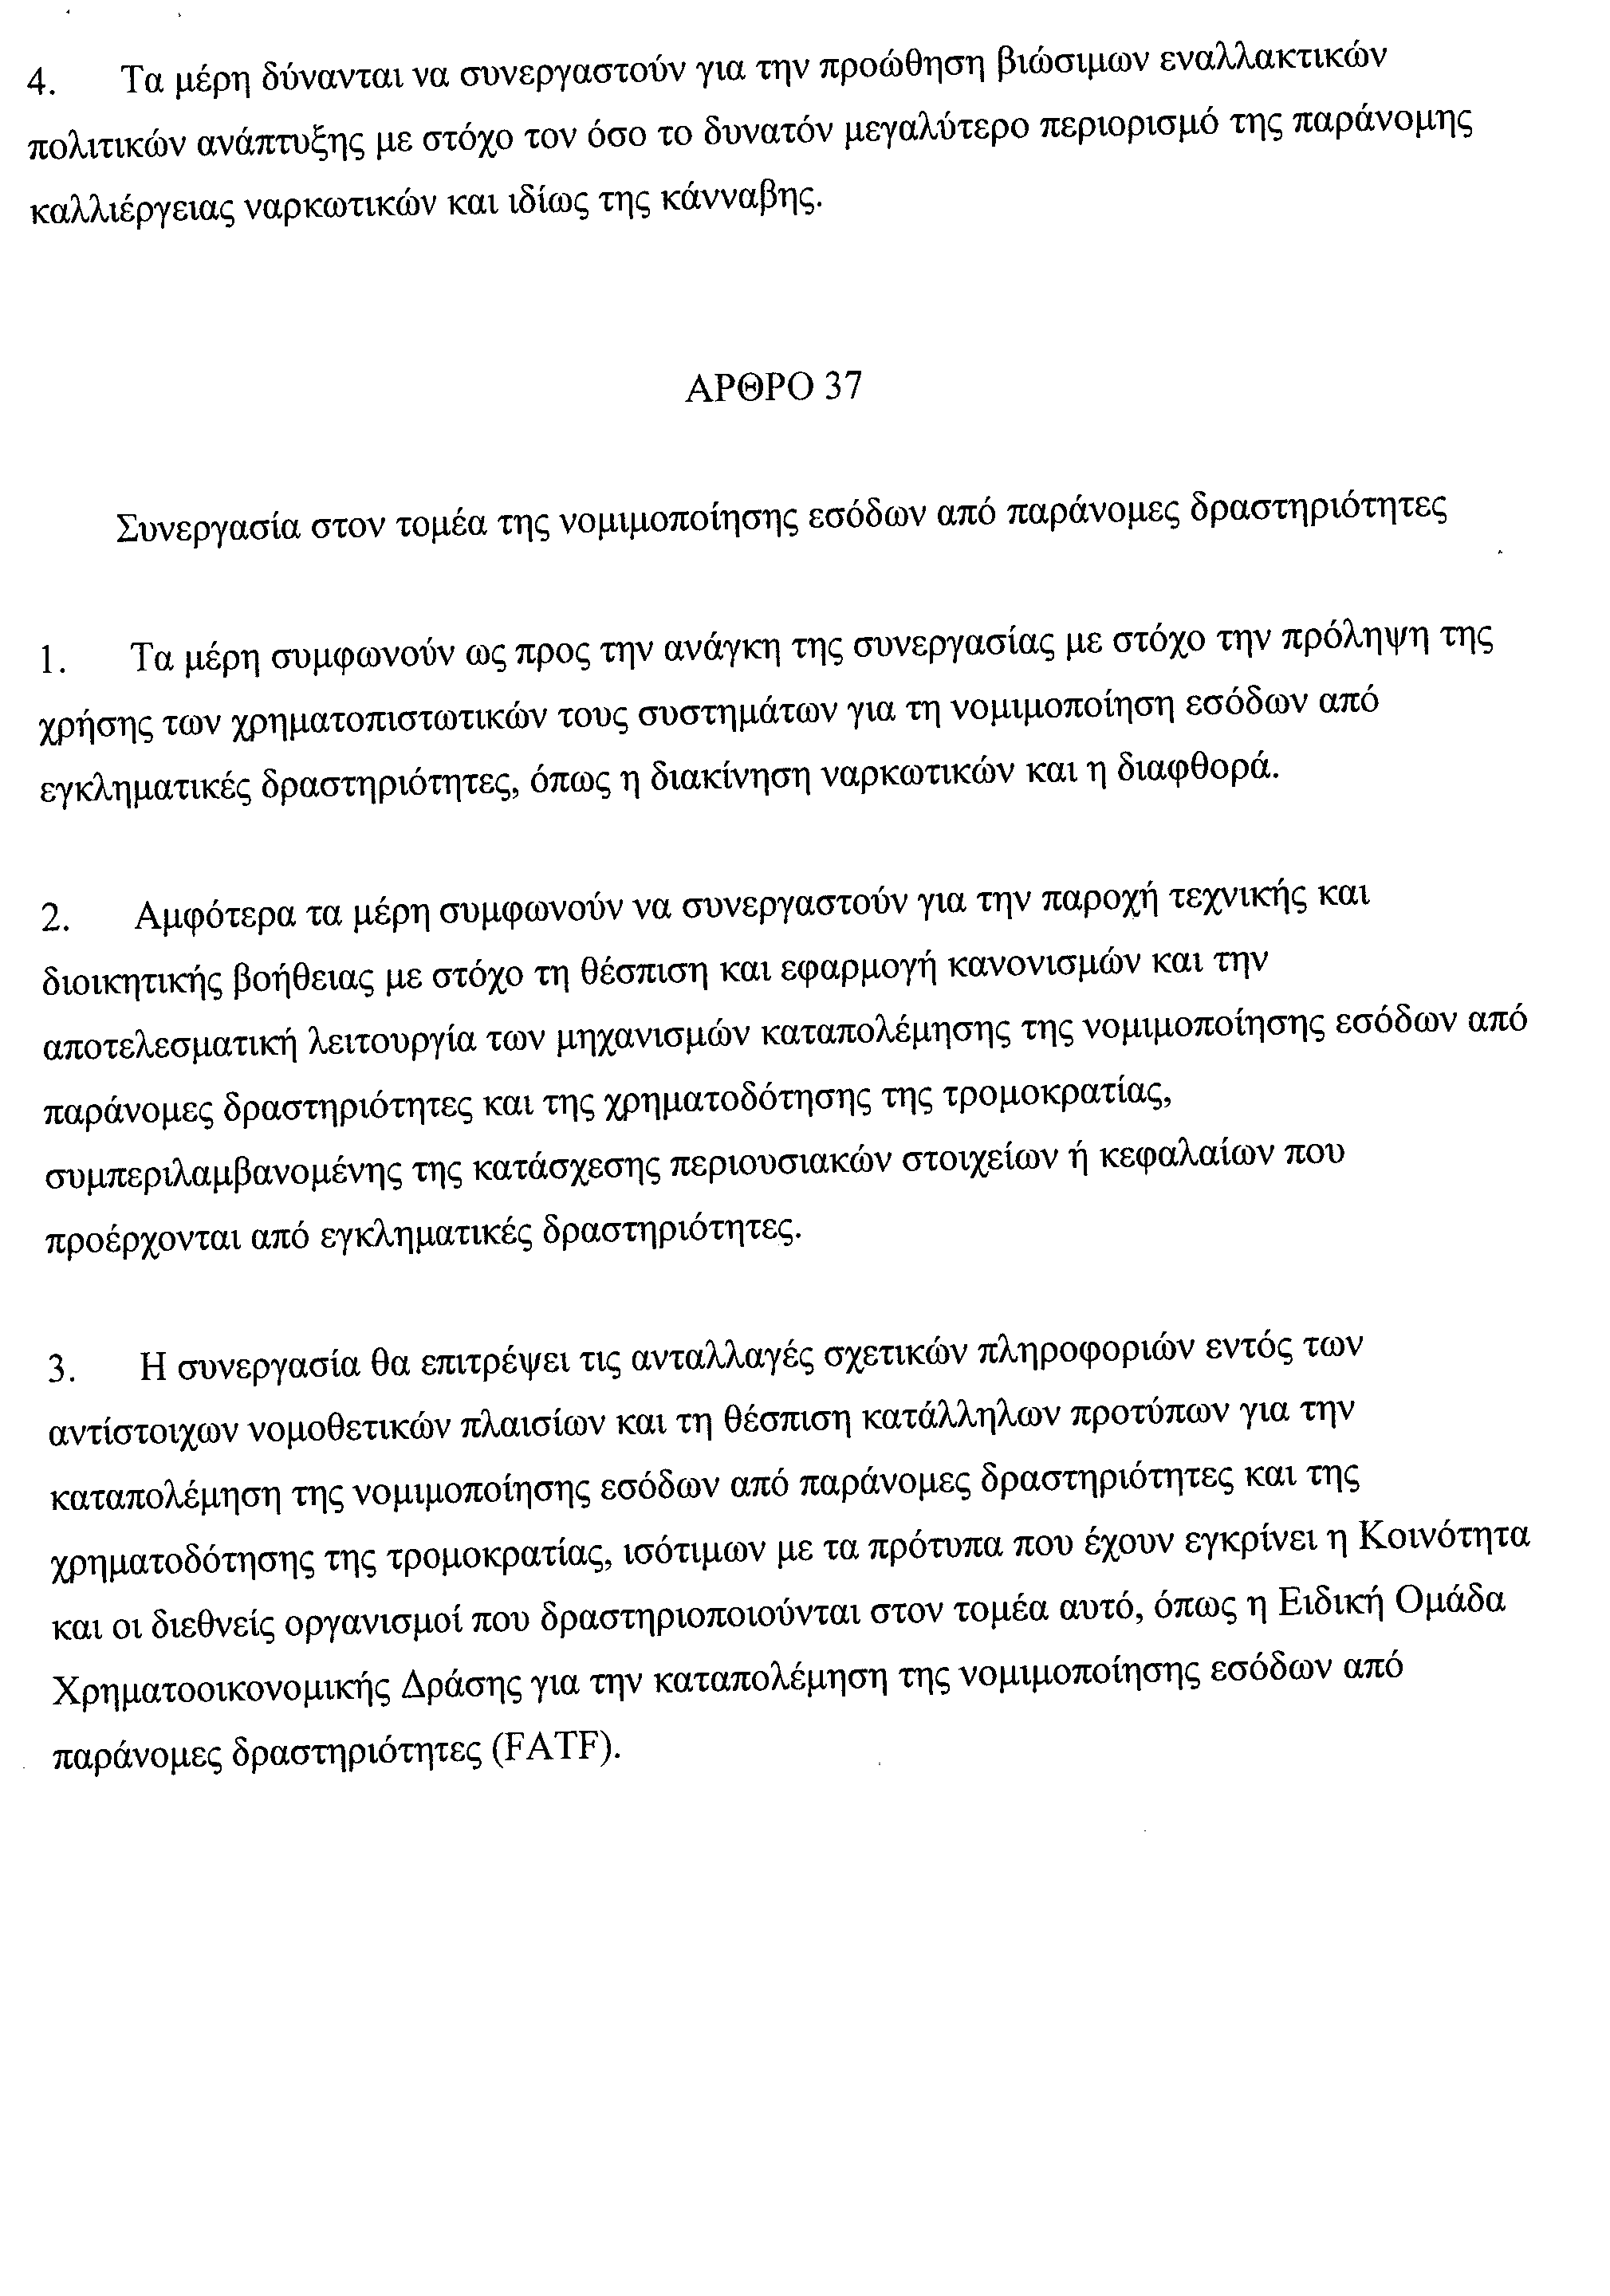 4. Τα μέρη δύνανται να συνεργαστούν για την προώθηση βιώσιμων εναλλακτικών
πολιτικών ανάπτυξης με στόχο τον όσο το δυνατόν μεγαλύτερο περιορισμό της παράνομης
καλλιέργειας ναρκωτικών και ιδίως της κάνναβης.
ΑΡΘΡΟ 37
Συνεργασία στον τομέα της νομιμοποίησης εσόδων από παράνομες δραστηριότητες
1. Τα μέρη συμφωνούν ως προς την ανάγκη της συνεργασίας με στόχο την πρόληψη της
χρήσης των χρηματοπιστωτικών τους συστημάτων για τη νομιμοποίηση εσόδων από
εγκληματικές δραστηριότητες, όπως η διακίνηση ναρκωτικών και η διαφθορά.
2. Αμφότερα τα μέρη συμφωνούν να συνεργαστούν για την παροχή τεχνικής και
διοικητικής βοήθειας με στόχο τη θέσπιση και εφαρμογή κανονισμών και την
αποτελεσματική λειτουργία των μηχανισμών καταπολέμησης της νομιμοποίησης εσόδων από
παράνομες δραστηριότητες και της χρηματοδότησης της τρομοκρατίας,
συμπεριλαμβανομένης της κατάσχεσης περιουσιακών στοιχείων ή κεφαλαίων που
προέρχονται από εγκληματικές δραστηριότητες.
3. Η συνεργασία θα επιτρέψει τις ανταλλαγές σχετικών πληροφοριών εντός των
αντίστοιχων νομοθετικών πλαισίων και τη θέσπιση κατάλληλων προτύπων για την
καταπολέμηση της νομιμοποίησης εσόδων από παράνομες δραστηριότητες και της
χρηματοδότησης της τρομοκρατίας, ισότιμων με τα πρότυπα που έχουν εγκρίνει η Κοινότητα
και οι διεθνείς οργανισμοί που δραστηριοποιούνται στον τομέα αυτό, όπως η Ειδική Ομάδα
Χρηματοοικονομικής Δράσης για την καταπολέμηση της νομιμοποίησης εσόδων από
παράνομες δραστηριότητες (FATF).